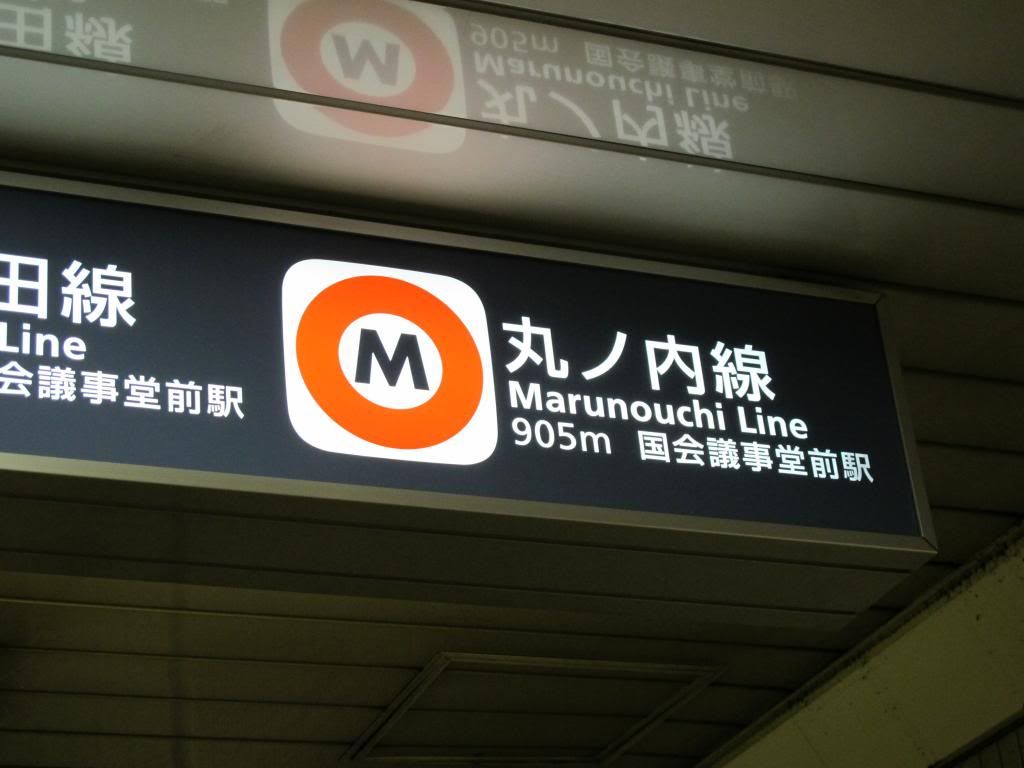 田線
Line
会議事堂前駅
M
丸ノ内線
Marunouchi Line
905m 国会議事堂前駅